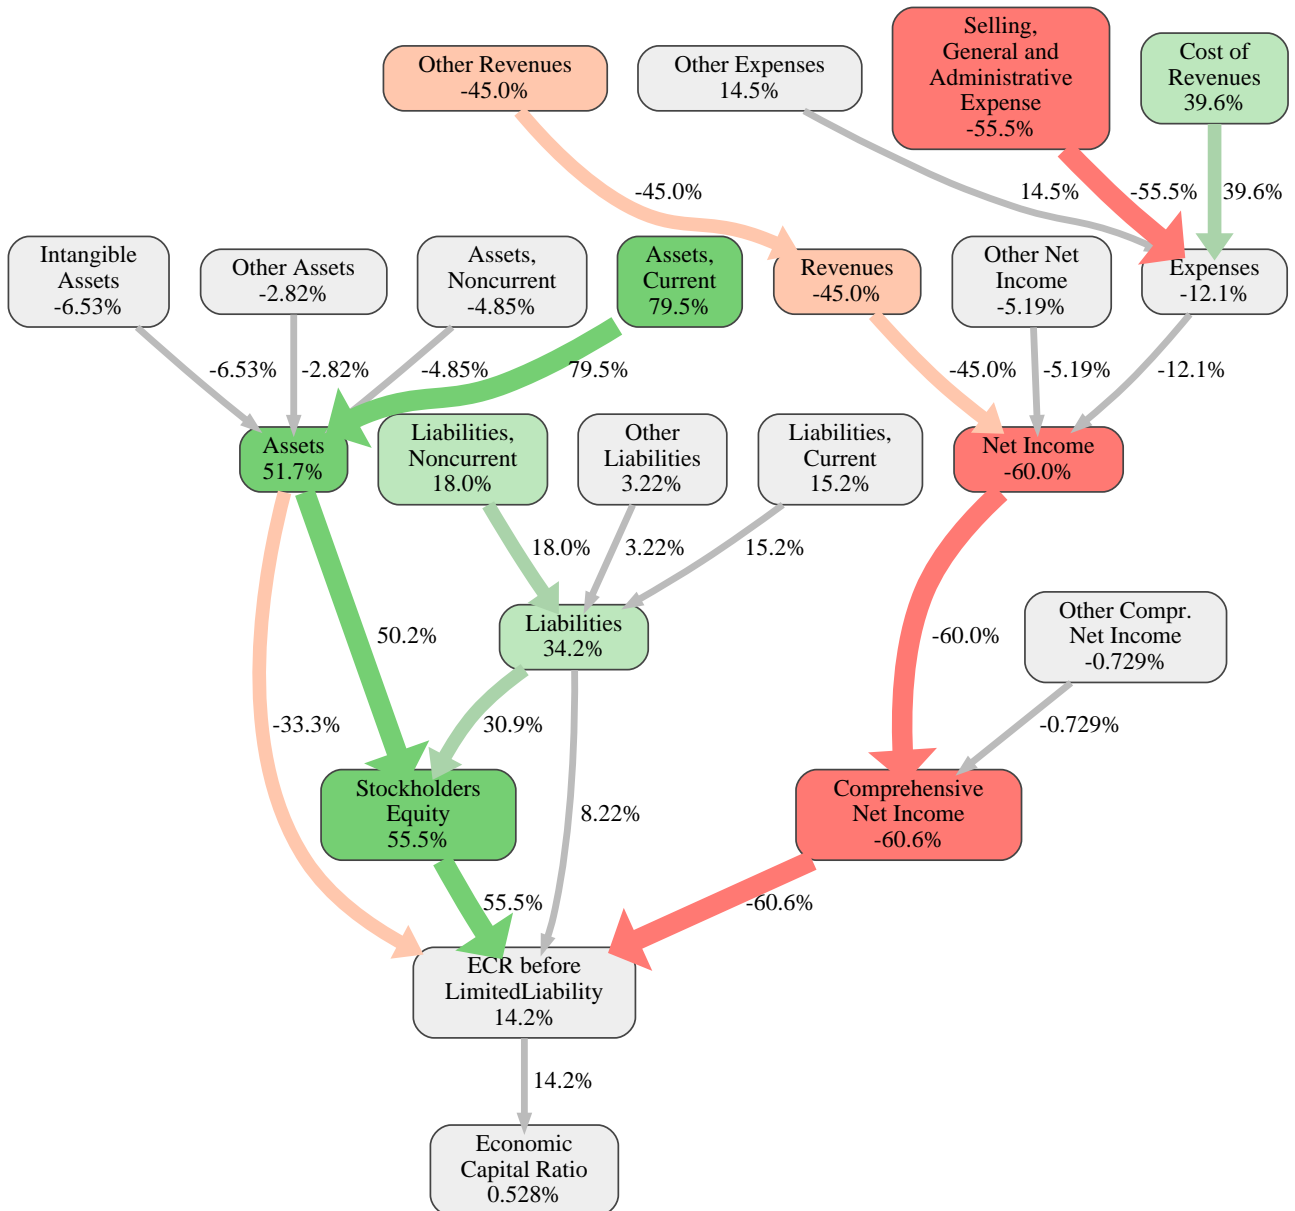 Other Revenues
-45.0%
Other Expenses
14.5%
Selling,
General and
Administrative
Expense
-55.5%
Cost of
Revenues
39.6%
-45.0%
14.5%
-55.5%
39.6%
Intangible
Assets
-6.53%
Other Assets
-2.82%
Assets,
Noncurrent
-4.85%
Assets,
Current
79.5%
Revenues
-45.0%
Other Net
Income
-5.19%
Expenses
-12.1%
-6.53%
-2.82%
-4.85%
79.5%
-45.0%
-5.19%
-12.1%
Assets
51.7%
Liabilities,
Noncurrent
18.0%
Other
Liabilities
3.22%
Liabilities,
Current
15.2%
Net Income
-60.0%
18.0%
3.22%
15.2%
50.2%
Liabilities
34.2%
-60.0%
Other Compr.
Net Income
-0.729%
-33.3%
30.9%
-0.729%
Stockholders
Equity
55.5%
8.22%
Comprehensive
Net Income
-60.6%
55.5%
-60.6%
ECR before
LimitedLiability
14.2%
14.2%
Economic
Capital Ratio
0.528%